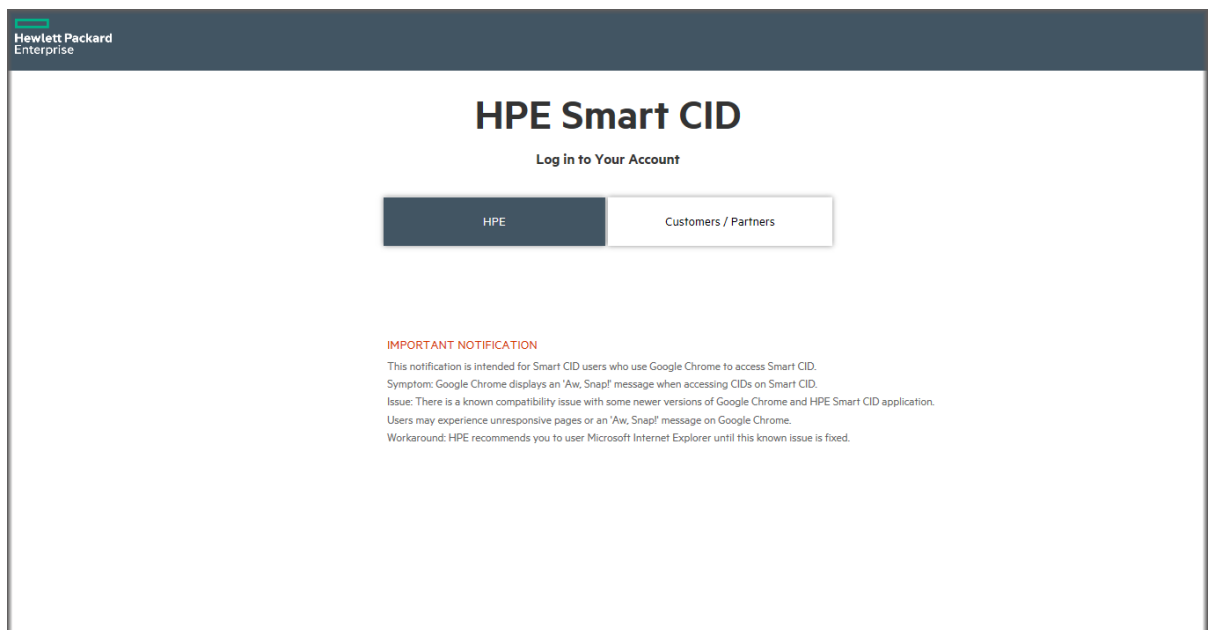 Hewlett Packard
Enterprise
HPE Smart CID
Log in to Your Account
HPE
Customers / Partners
IMPORTANT NOTIFICATION
This notification is intended for Smart CID users who use Google Chrome to access Smart CID.
Symptom: Google Chrome displays an 'Aw, Snap!' message when accessing CIDs on Smart CID.
Issue: There is a known compatibility issue with some newer versions of Google Chrome and HPE Smart CID application.
Users may experience unresponsive pages or an 'Aw, Snap!' message on Google Chrome.
Workaround: HPE recommends you to user Microsoft Internet Explorer until this known issue is fixed.